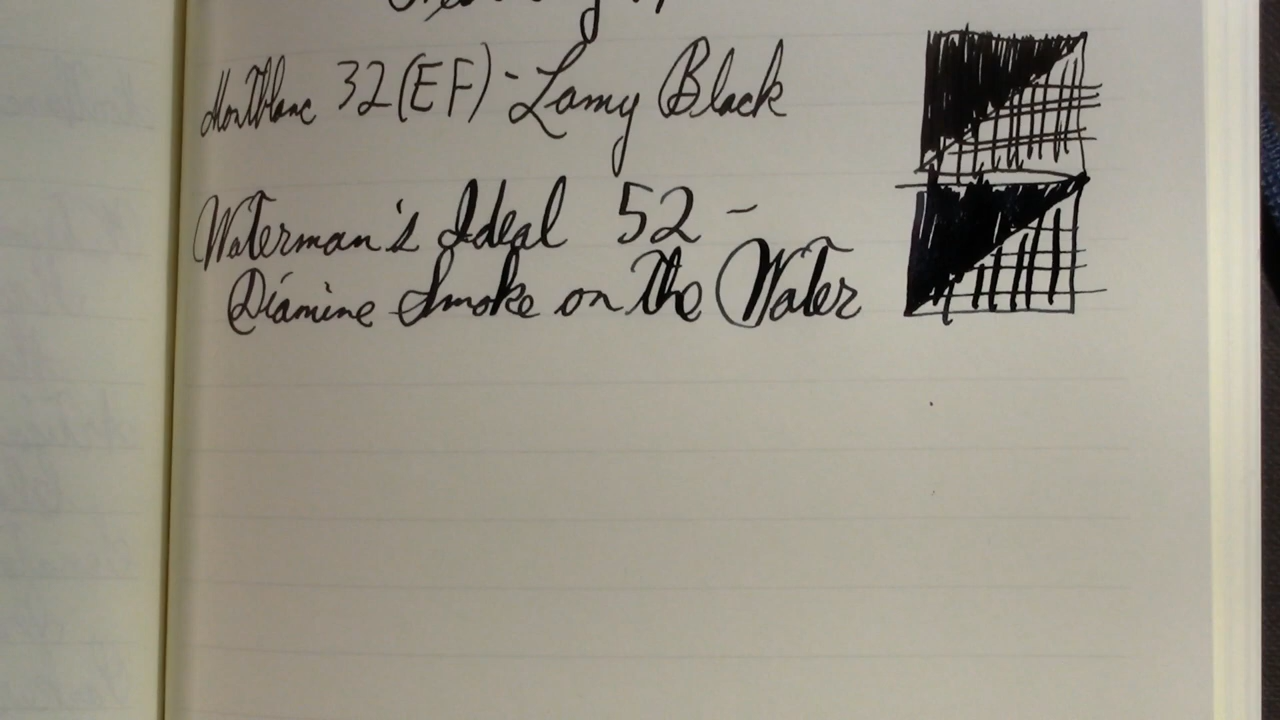 Montblanc 32 (EF) - Lamy Black
Waterman's Ideal 52 -
Diamine Smoke on the Water